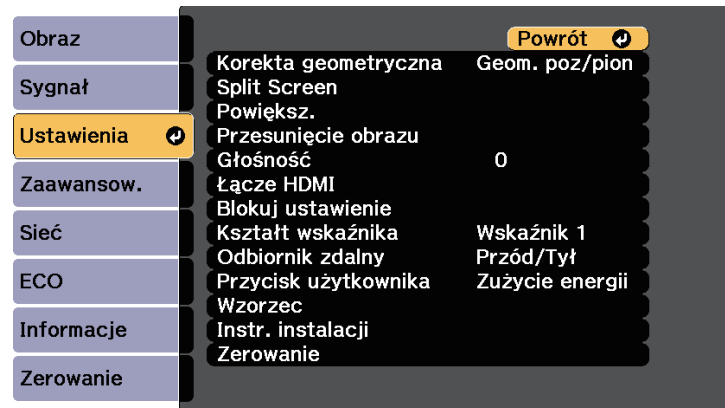 Obraz
Sygnał
Ustawienia
Zaawansow.
Sieć
ECO
Informacje
Zerowanie
Powrót
Korekta geometryczna Geom. poz/pion
Split Screen
Powiększ.
Przesunięcie obrazu
Głośność 0
Łącze HDMI
Blokuj ustawienie
Kształt wskaźnika Wskaźnik 1
Odbiornik zdalny Przód/Tył
Przycisk użytkownika Zużycie energii
Wzorzec
Instr. instalacji
Zerowanie